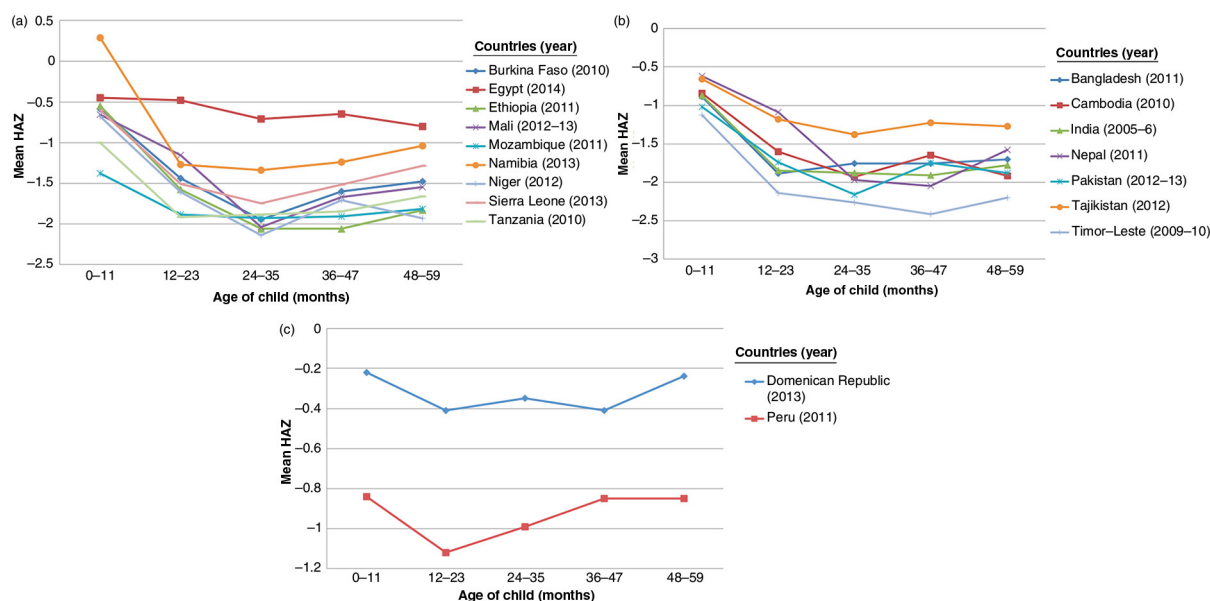 (a)
0.5
0
−0.5
−1
−1.5
−2
−2.5
Mean HAZ
0–11
12–23
24–35
36–47
48–59
Age of child (months)
Countries (year)
Burkina Faso (2010)
Egypt (2014)
Ethiopia (2011)
Mali (2012–13)
Mozambique (2011)
Namibia (2013)
Niger (2012)
Sierra Leone (2013)
Tanzania (2010)
(b)
0
−0.5
−1
−1.5
−2
−2.5
−3
Mean HAZ
0–11
12–23
24–35
36–47
48–59
Age of child (months)
Countries (year)
Bangladesh (2011)
Cambodia (2010)
India (2005–6)
Nepal (2011)
Pakistan (2012–13)
Tajikistan (2012)
Timor–Leste (2009–10)
(c)
0
−0.2
−0.4
−0.6
−0.8
−1
−1.2
Mean HAZ
0–11
12–23
24–35
36–47
48–59
Age of child (months)
Countries (year)
Domenican Republic
(2013)
Peru (2011)